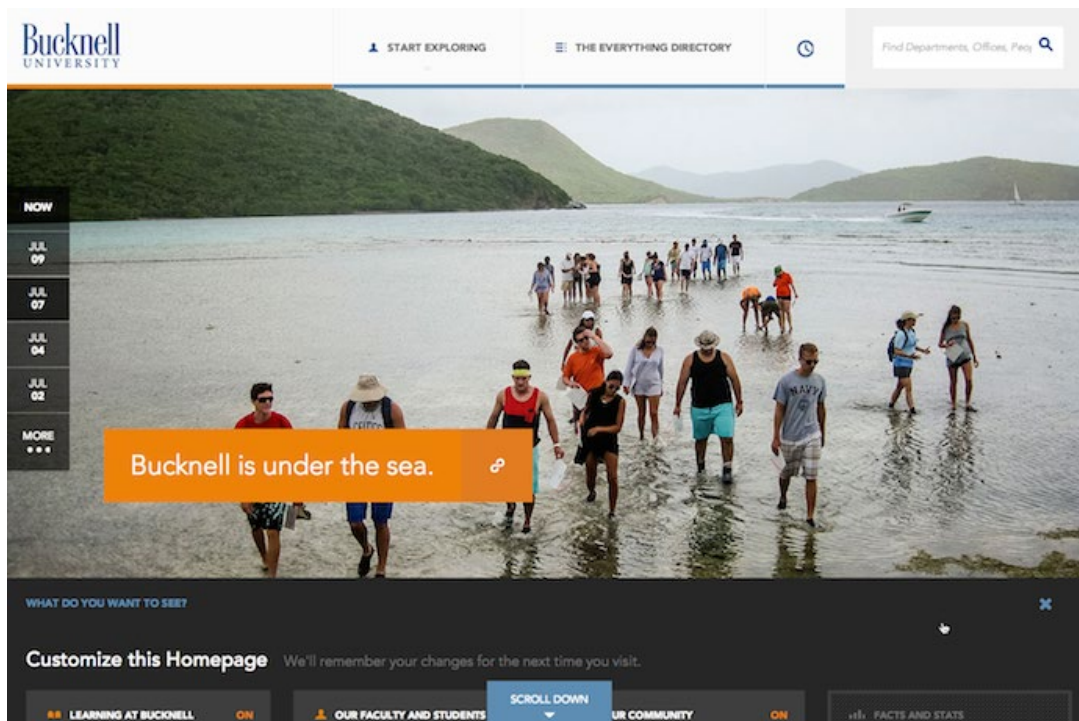 Bucknell
UNIVERSITY
START EXPLORING
THE EVERYTHING DIRECTORY
Find Departments, Offices, Peo
NOW
JUL
09
JUL
07
JUL
04
JUL
02
MORE
NAVY
Bucknell is under the sea.
WHAT DO YOU WANT TO SEE?
Customize this Homepage We'll remember your changes for the next time you visit.
SCROLL DOWN
LEARNING AT BUCKNELL ON
OUR FACULTY AND STUDENTS
UR COMMUNITY ON
FACTS AND STATS